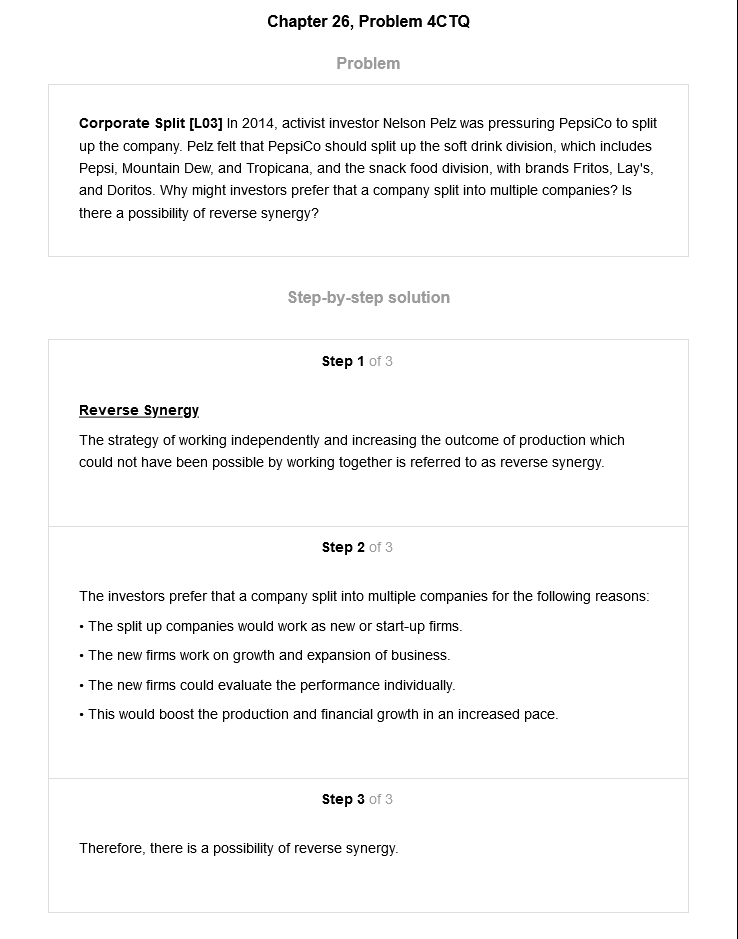 Chapter 26, Problem 4CTQ
Problem
Corporate Split [L03] In 2014, activist investor Nelson Pelz was pressuring PepsiCo to split
up the company. Pelz felt that PepsiCo should split up the soft drink division, which includes
Pepsi, Mountain Dew, and Tropicana, and the snack food division, with brands Fritos, Lay's,
and Doritos. Why might investors prefer that a company split into multiple companies? Is
there a possibility of reverse synergy?
Step-by-step solution
Step 1 of 3
Reverse Synergy
The strategy of working independently and increasing the outcome of production which
could not have been possible by working together is referred to as reverse synergy.
Step 2 of 3
The investors prefer that a company split into multiple companies for the following reasons:
• The split up companies would work as new or start-up firms.
• The new firms work on growth and expansion of business.
• The new firms could evaluate the performance individually.
• This would boost the production and financial growth in an increased pace.
Step 3 of 3
Therefore, there is a possibility of reverse synergy.